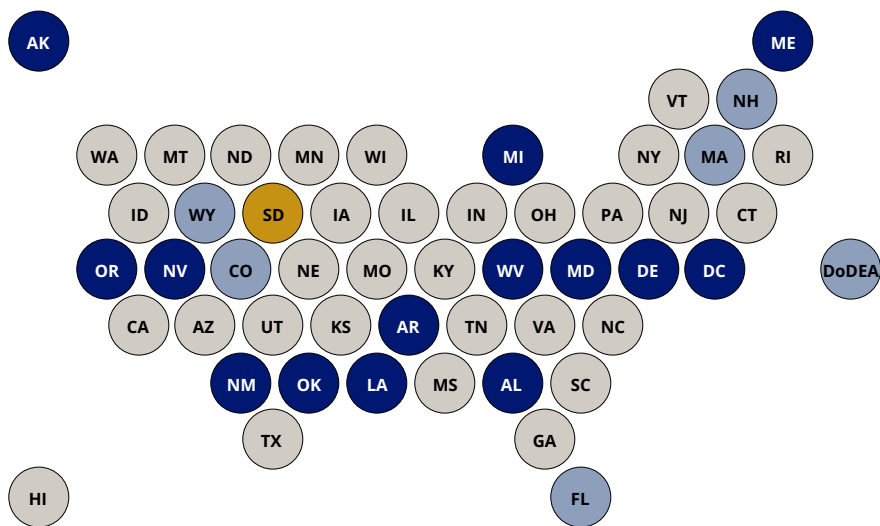 AK ME
VT NH
WA MT ND MN WI MI NY MA RI
ID WY SD IA IL IN OH PA NJ CT
OR NV CO NE MO KY WV MD DE DC DoDEA
CA AZ UT KS AR TN VA NC
NM OK LA MS AL SC
TX GA
HI FL